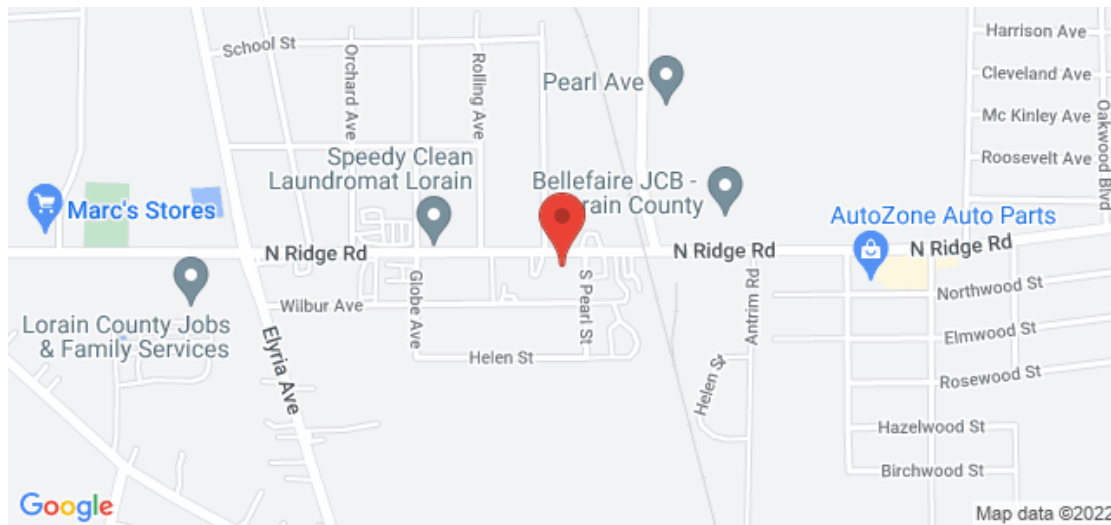 School St
Orchard Ave
Rolling Ave
Pearl Ave
Harrison Ave
Cleveland Ave
Mc Kinley Ave
Roosevelt Ave
Oakwood Blvd
Speedy Clean
Laundromat Lorain
Bellefaire JCB -
rain County
Marc's Stores
AutoZone Auto Parts
N Ridge Rd
N Ridge Rd
N Ridge Rd
Lorain County Jobs
& Family Services
Wilbur Ave
Globe Ave
S Pearl St
Antrim Rd
Northwood St
Elmwood St
Elyria Ave
Helen St
Helen St
Rosewood St
Hazelwood St
Birchwood St
Google
Map data ©2022